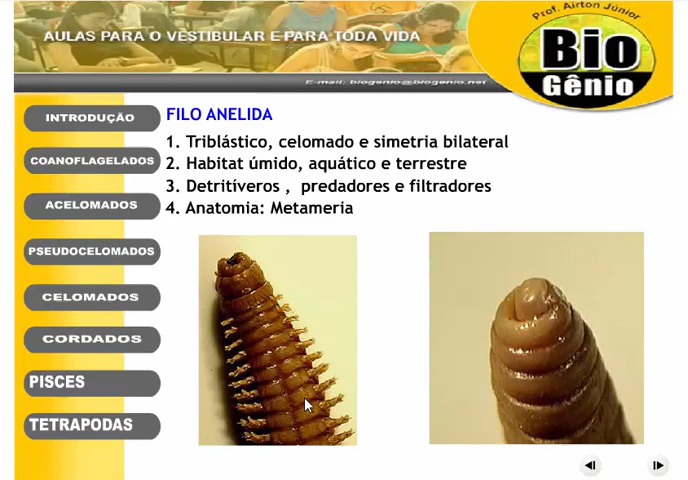 Prof. Airton Júnior
AULAS PARA O VESTIBULAR E PARA TODA VIDA
Bio
Gênio
E-mail: biogenio@biogenio.net
INTRODUÇÃO
COANOFLAGELADOS
ACELOMADOS
PSEUDOCELOMADOS
CELOMADOS
CORDADOS
PISCES
TETRAPODAS
FILO ANELIDA
1. Triblástico, celomado e simetria bilateral
2. Habitat úmido, aquático e terrestre
3. Detritíveros , predadores e filtradores
4. Anatomia: Metameria